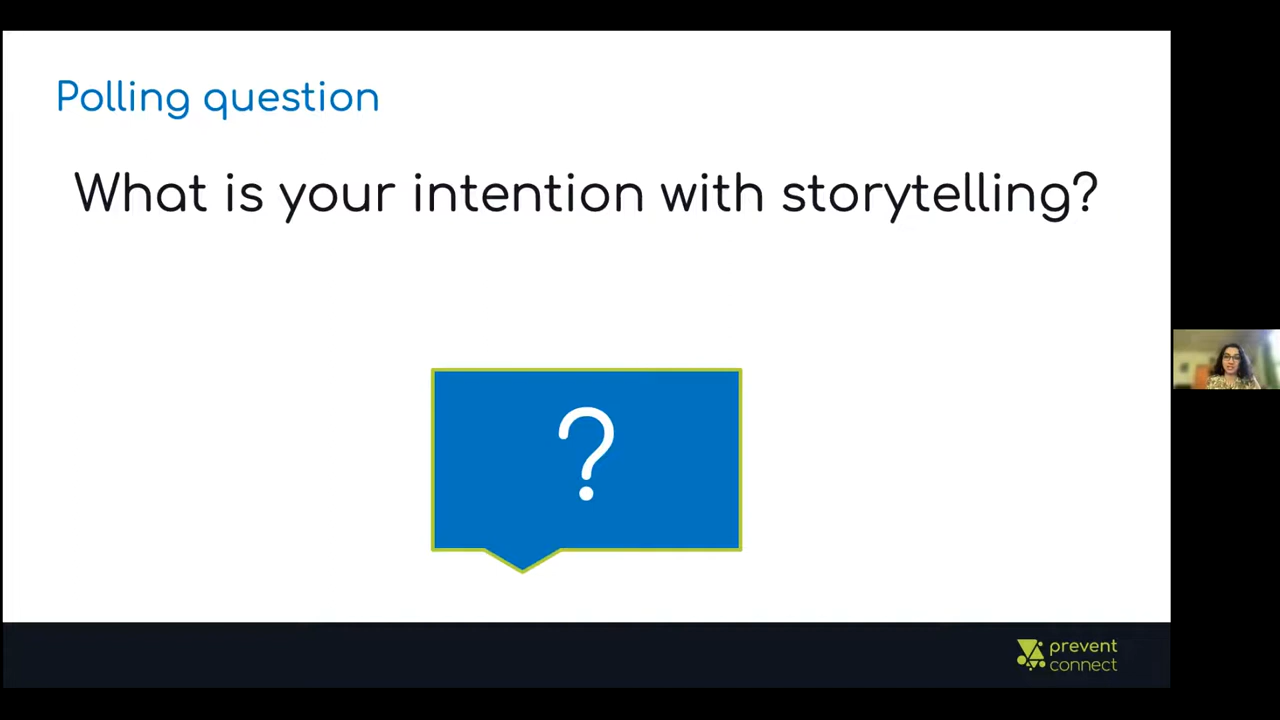 Polling question
What is your intention with storytelling?
?
prevent
connect